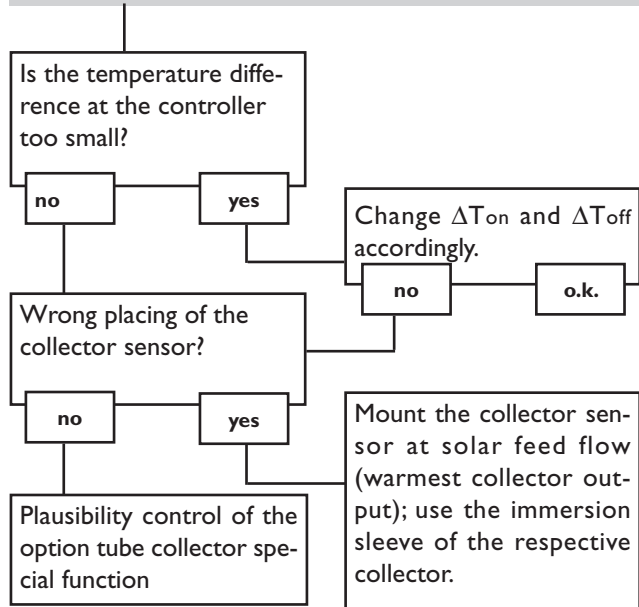 Is the temperature diffe-
rence at the controller
too small?
no
yes
Change ΔTon and ΔToff
accordingly.
no
o.k.
Wrong placing of the
collector sensor?
no
yes
Mount the collector sen-
sor at solar feed flow
(warmest collector out-
put); use the immersion
sleeve of the respective
collector.
Plausibility control of the
option tube collector spe-
cial function